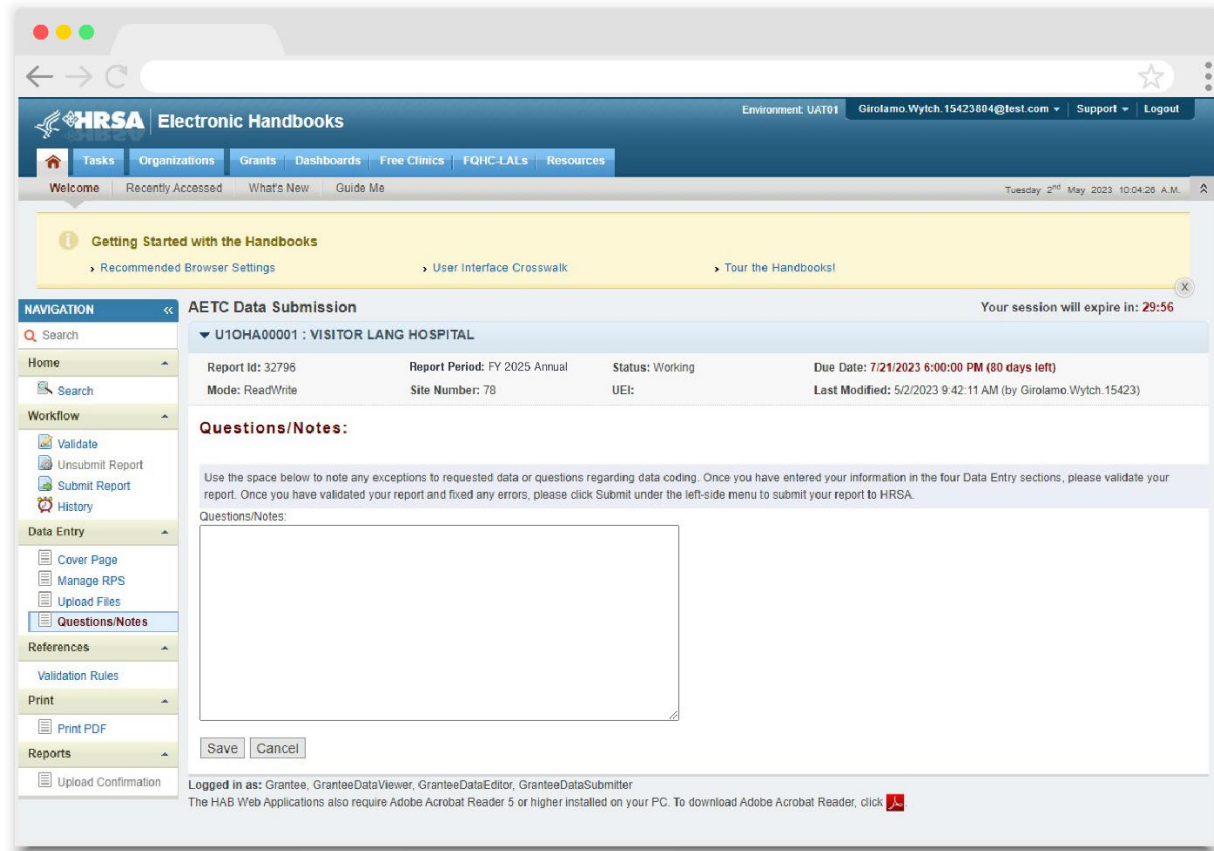 HRSA Electronic Handbooks
Environment: UAT01 Girolamo.Wytch.15423804@test.com Support Logout
Tasks Organizations Grants Dashboards Free Clinics FQHC-LALs Resources
Welcome Recently Accessed What's New Guide Me Tuesday 2nd May 2023 10:04:26 A.M.
Getting Started with the Handbooks
Recommended Browser Settings User Interface Crosswalk Tour the Handbooks!
X
NAVIGATION «
Search
Home
Search
Workflow
Validate
Unsubmit Report
Submit Report
History
Data Entry
Cover Page
Manage RPS
Upload Files
Questions/Notes
References
Validation Rules
Print
Print PDF
Reports
Upload Confirmation
AETC Data Submission Your session will expire in: 29:56
U1OHA00001 : VISITOR LANG HOSPITAL
Report Id: 32796 Report Period: FY 2025 Annual Status: Working Due Date: 7/21/2023 6:00:00 PM (80 days left)
Mode: ReadWrite Site Number: 78 UEI: Last Modified: 5/2/2023 9:42:11 AM (by Girolamo.Wytch.15423)
Questions/Notes:
Use the space below to note any exceptions to requested data or questions regarding data coding. Once you have entered your information in the four Data Entry sections, please validate your
report. Once you have validated your report and fixed any errors, please click Submit under the left-side menu to submit your report to HRSA.
Questions/Notes:
Save Cancel
Logged in as: Grantee, GranteeDataViewer, GranteeDataEditor, GranteeDataSubmitter
The HAB Web Applications also require Adobe Acrobat Reader 5 or higher installed on your PC. To download Adobe Acrobat Reader, click